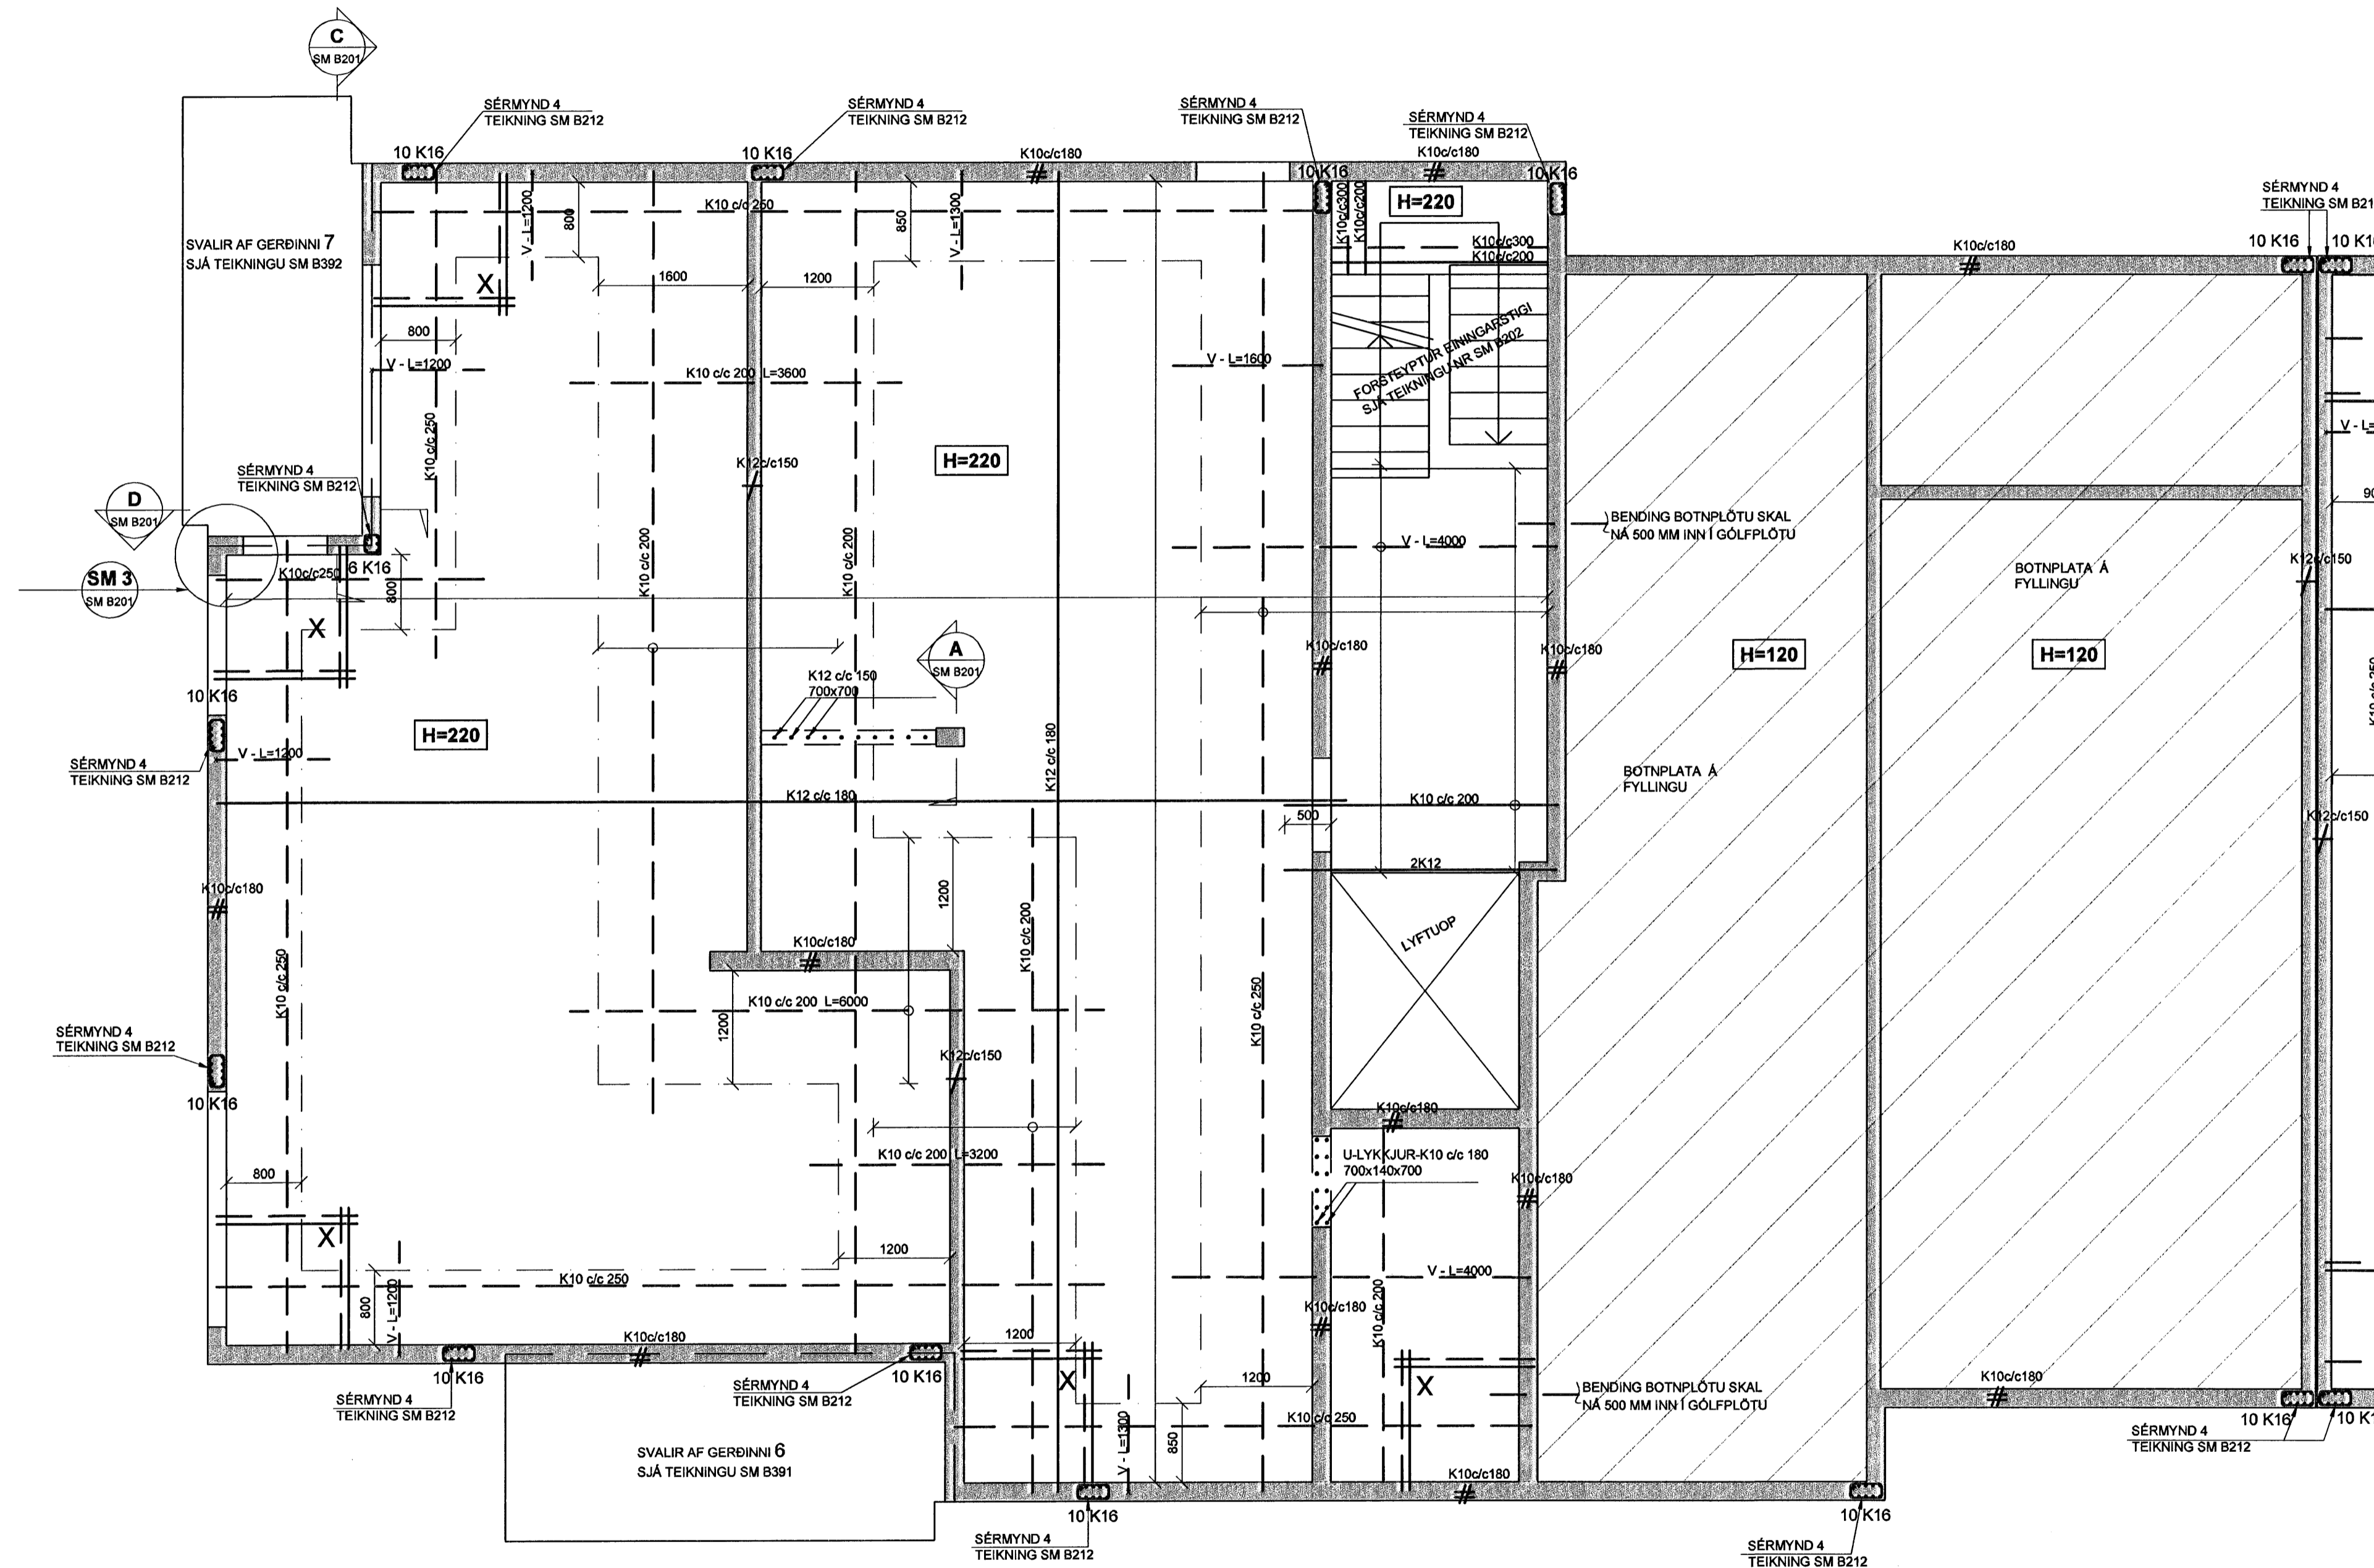 C
SM B201
SÉRMYND 4
TEIKNING SM B212
SÉRMYND 4
TEIKNING SM B212
SÉRMYND 4
TEIKNING SM B212
SÉRMYND 4
TEIKNING SM B212
SÉRMYND 4
10 K16
10 K16
K10c/c180
10 K16
K10c/c180
10 K16
K10 c/c 250
V - L=1200
800
850
V - L=1300
K10c/c300
K10c/c200
H=220
K10c/c300
K10c/c200
K10c/c180
10 K16
SVALIR AF GERÐINNI 7
SJÁ TEIKNINGU SM B392
X
1600
1200
800
V - L=1200
K10 c/c 200 L=3600
V - L=1600
FORSTEYPTUR EININGARSTIGI
SJÁ TEIKNINGU NR SM B202
K10 c/c 250
H=220
K12c/c150
SÉRMYND 4
TEIKNING SM B212
D
SM B201
SM 3
SM B201
K10c/c250
6 K16
800
X
K10 c/c 200
K10 c/c 200
V - L=4000
BENDING BOTNPLÖTU SKAL
NÁ 500 MM INN Í GÓLFPLÖTU
BOTNPLATA Á
FYLLINGU
K12c/c150
A
SM B201
K12 c/c 150
700x700
K10c/c180
K10c/c180
H=120
H=120
K10 c/c 250
10 K16
H=220
V - L=1200
SÉRMYND 4
TEIKNING SM B212
K12 c/c 180
K12 c/c 180
K10 c/c 200
500
BOTNPLATA Á
FYLLINGU
K12c/c150
2K12
K10c/c180
1200
LYFTUOP
K10c/c180
K10 c/c 250
K10 c/c 200
K10 c/c 200 L=6000
1200
K10 c/c 250
SÉRMYND 4
TEIKNING SM B212
10 K16
K12c/c150
K10c/c180
K10 c/c 200 L=3200
U-LYKKJUR-K10 c/c 180
700x140x700
800
K10c/c180
X
1200
K10 c/c 250
V - L=4000
800
V - L=1200
K10c/c180
K10 c/c 200
K10c/c180
1200
10 K16
10 K16
X
1200
X
BENDING BOTNPLÖTU SKAL
NÁ 500 MM INN Í GÓLFPLÖTU
K10c/c180
SÉRMYND 4
TEIKNING SM B212
SÉRMYND 4
TEIKNING SM B212
K10 c/c 250
V - L=1300
850
10 K16
SÉRMYND 4
TEIKNING SM B212
SVALIR AF GERÐINNI 6
SJÁ TEIKNINGU SM B391
K10c/c180
10 K16
SÉRMYND 4
TEIKNING SM B212
10 K16
SÉRMYND 4
TEIKNING SM B212